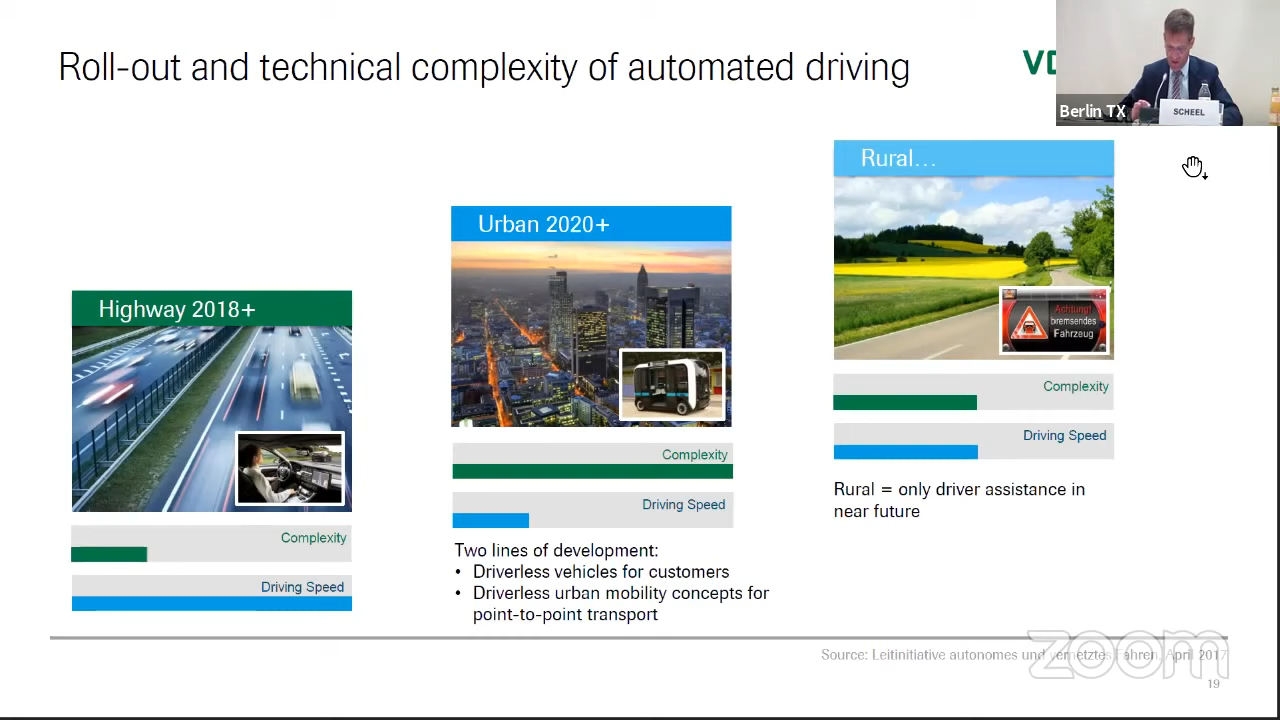 Roll-out and technical complexity of automated driving
Berlin TX
SCHEEL
Highway 2018+
Complexity
Driving Speed
Urban 2020+
Complexity
Driving Speed
Two lines of development:
• Driverless vehicles for customers
• Driverless urban mobility concepts for
point-to-point transport
Rural...
Achtung!
bremsendes
Fahrzeug
Complexity
Driving Speed
Rural = only driver assistance in
near future
Source: Leitinitiative autonomes und vernetztes Fahren, April 2017
zoom
19